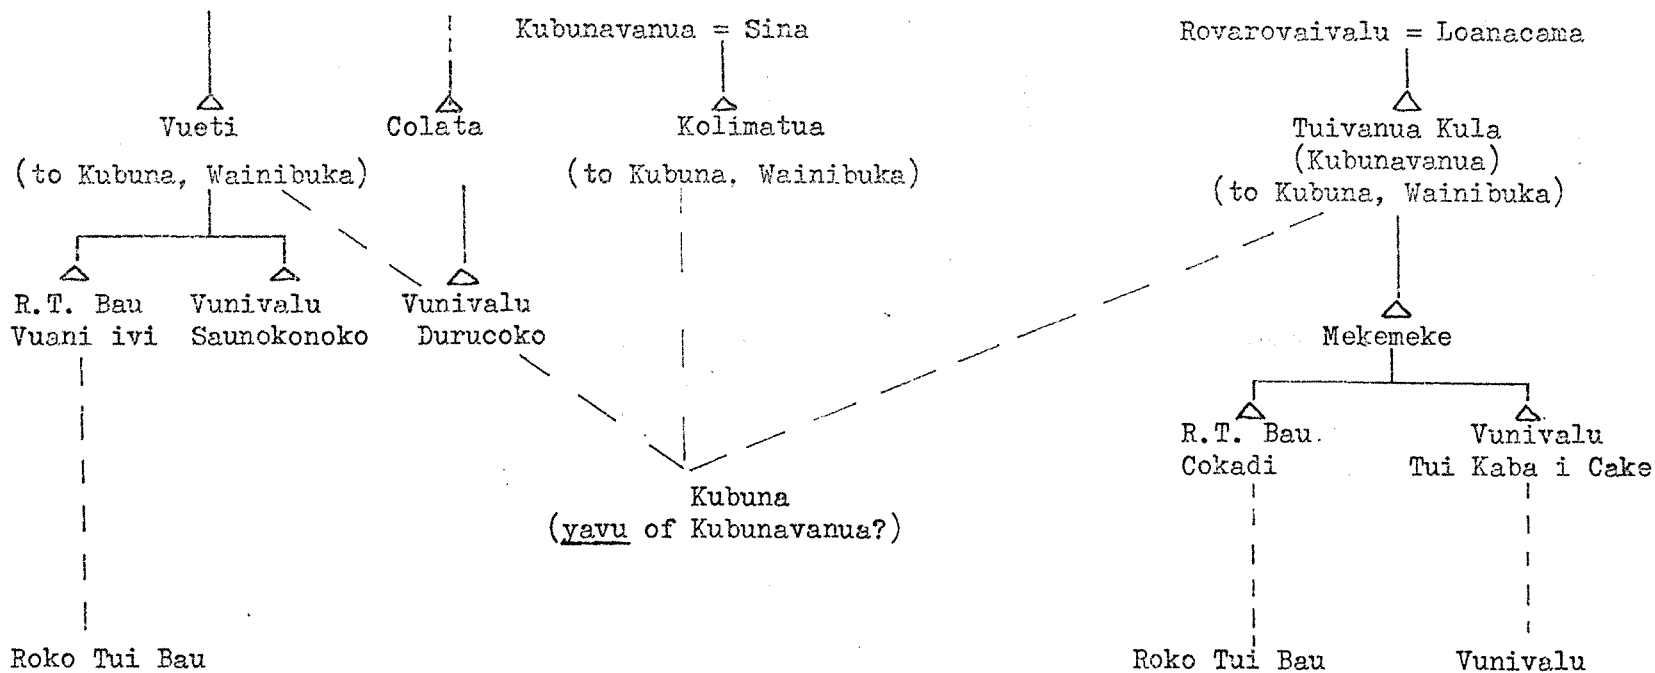 Kubunavanua = Sina
Rovarovaivalu = Loanacama
Vueti
Colata
Kolimatua
Tuivanua Kula
(Kubunavanua)
(to Kubuna, Wainibuka)
(to Kubuna, Wainibuka)
(to Kubuna, Wainibuka)
R.T. Bau
Vuani ivi
Vunivalu
Saunokonoko
Vunivalu
Durucoko
Mekemeke
R.T. Bau
Cokadi
Vunivalu
Tui Kaba i Cake
Kubuna
(yavu of Kubunavanua?)
Roko Tui Bau
Roko Tui Bau
Vunivalu